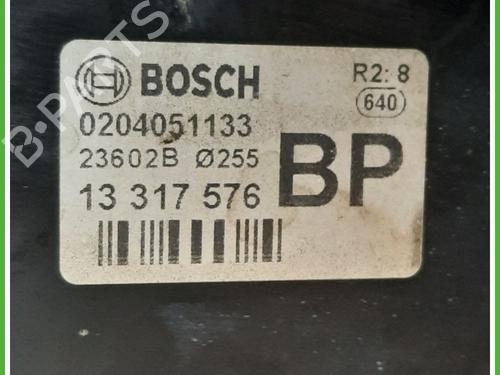 BOSCH
R2: 8
640
0204051133
23602B Ø255
BP
13 317 576
B-PARTS